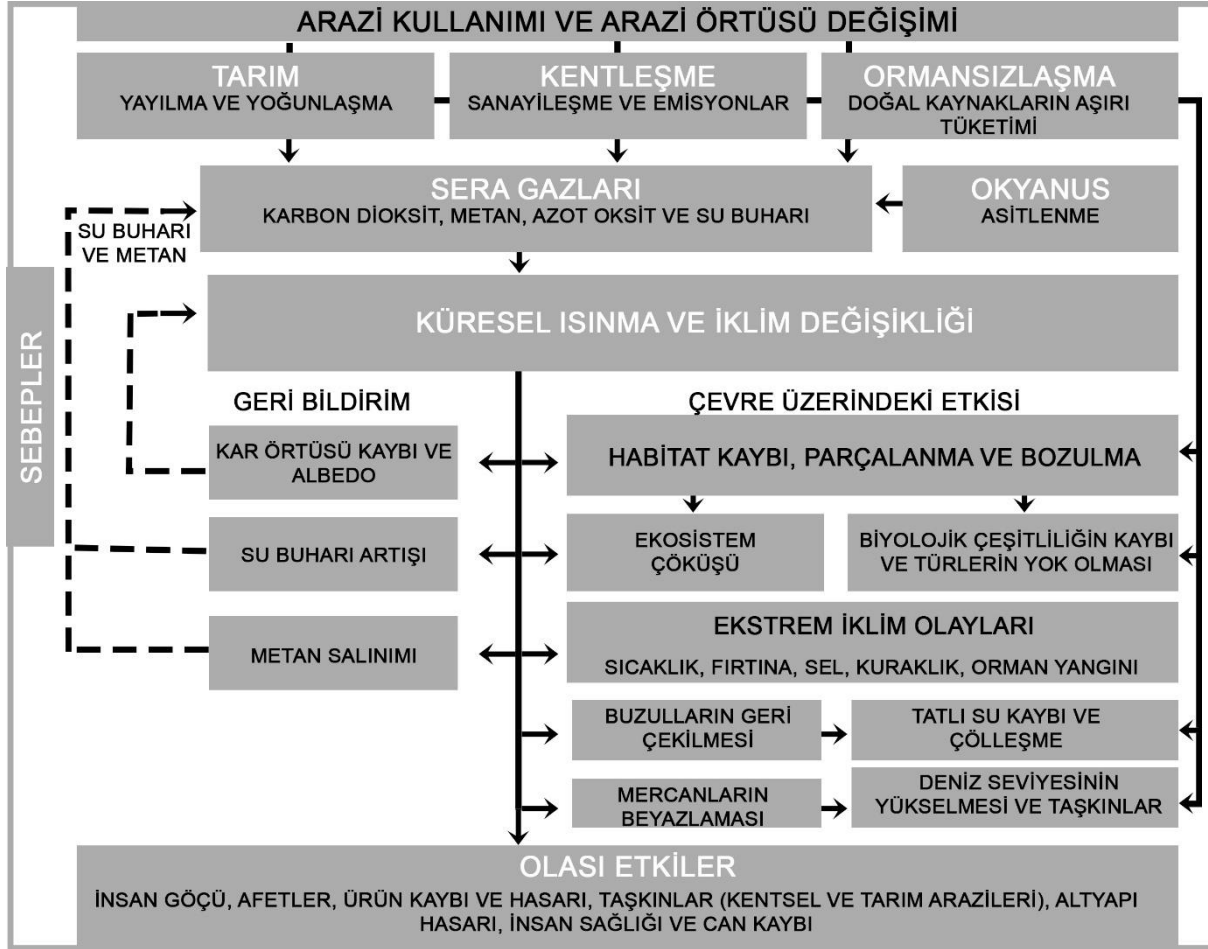 ARAZİ KULLANIMI VE ARAZİ ÖRTÜSÜ DEĞİŞİMİ
TARIM
YAYILMA VE YOĞUNLAŞMA
KENTLEŞME
SANAYİLEŞME VE EMİSYONLAR
ORMANSIZLAŞMA
DOĞAL KAYNAKLARIN AŞIRI
TÜKETİMİ
SERA GAZLARI
KARBON DİOKSİT, METAN, AZOT OKSİT VE SU BUHARI
OKYANUS
ASİTLENME
SU BUHARI
VE METAN
SEBEPLER
KÜRESEL ISINMA VE İKLİM DEĞİŞİKLİĞİ
GERİ BİLDİRİM
KAR ÖRTÜSÜ KAYBI VE
ALBEDO
SU BUHARI ARTIŞI
METAN SALINIMI
ÇEVRE ÜZERİNDEKİ ETKİSİ
HABİTAT KAYBI, PARÇALANMA VE BOZULMA
EKOSİSTEM
ÇÖKÜŞÜ
BİYOLOJİK ÇEŞİTLİLİĞİN KAYBI
VE TÜRLERİN YOK OLMASI
EKSTREM İKLİM OLAYLARI
SICAKLIK, FIRTINA, SEL, KURAKLIK, ORMAN YANGINI
BUZULLARIN GERİ
ÇEKİLMESİ
TATLI SU KAYBI VE
ÇÖLLEŞME
MERCANLARIN
BEYAZLAMASI
DENİZ SEVİYESİNİN
YÜKSELMESİ VE TAŞKINLAR
OLASI ETKİLER
İNSAN GÖÇÜ, AFETLER, ÜRÜN KAYBI VE HASARI, TAŞKINLAR (KENTSEL VE TARIM ARAZİLERİ), ALTYAPI
HASARI, İNSAN SAĞLIĞI VE CAN KAYBI